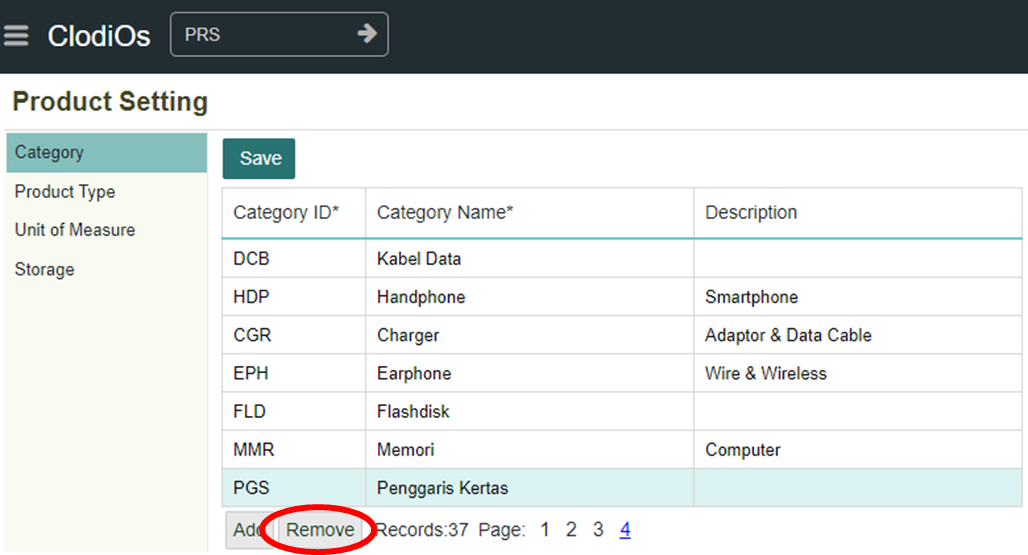 ClodiOs PRS
Product Setting
Category
Product Type
Unit of Measure
Storage
Save
Category ID* Category Name* Description
DCB Kabel Data
HDP Handphone Smartphone
CGR Charger Adaptor & Data Cable
EPH Earphone Wire & Wireless
FLD Flashdisk
MMR Memori Computer
PGS Penggaris Kertas
Add Remove Records:37 Page: 1 2 3 4